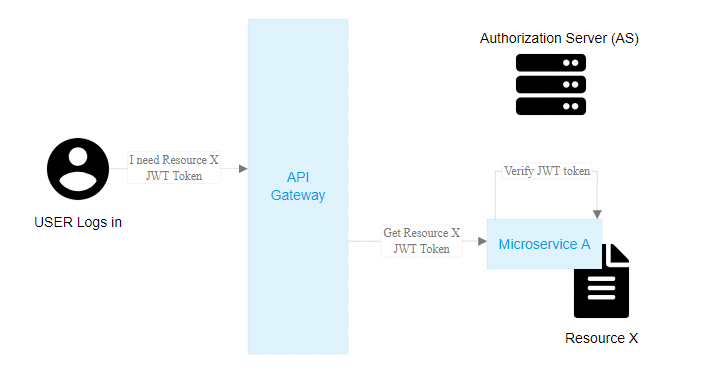 Authorization Server (AS)
I need Resource X
JWT Token
USER Logs in
API
Gateway
Verify JWT token
Get Resource X
JWT Token
Microservice A
Resource X